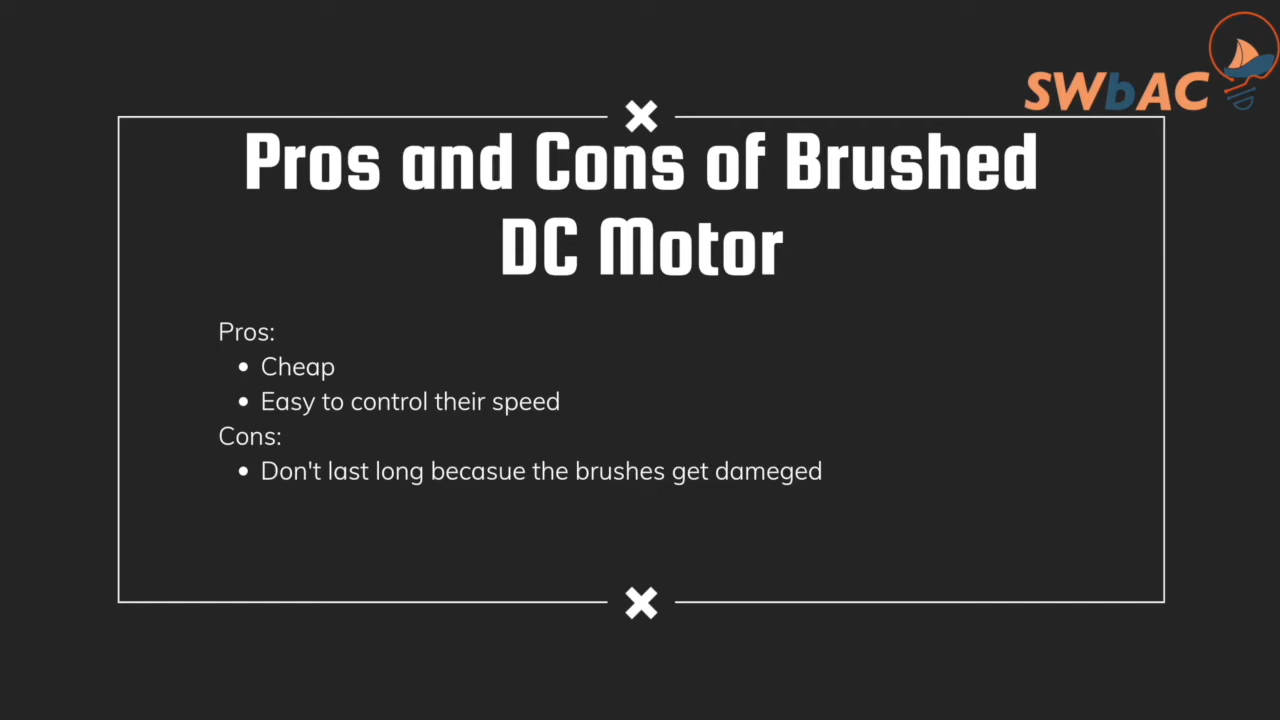 SWbAC
Pros and Cons of Brushed
DC Motor
Pros:
• Cheap
• Easy to control their speed
Cons:
• Don't last long becasue the brushes get dameged